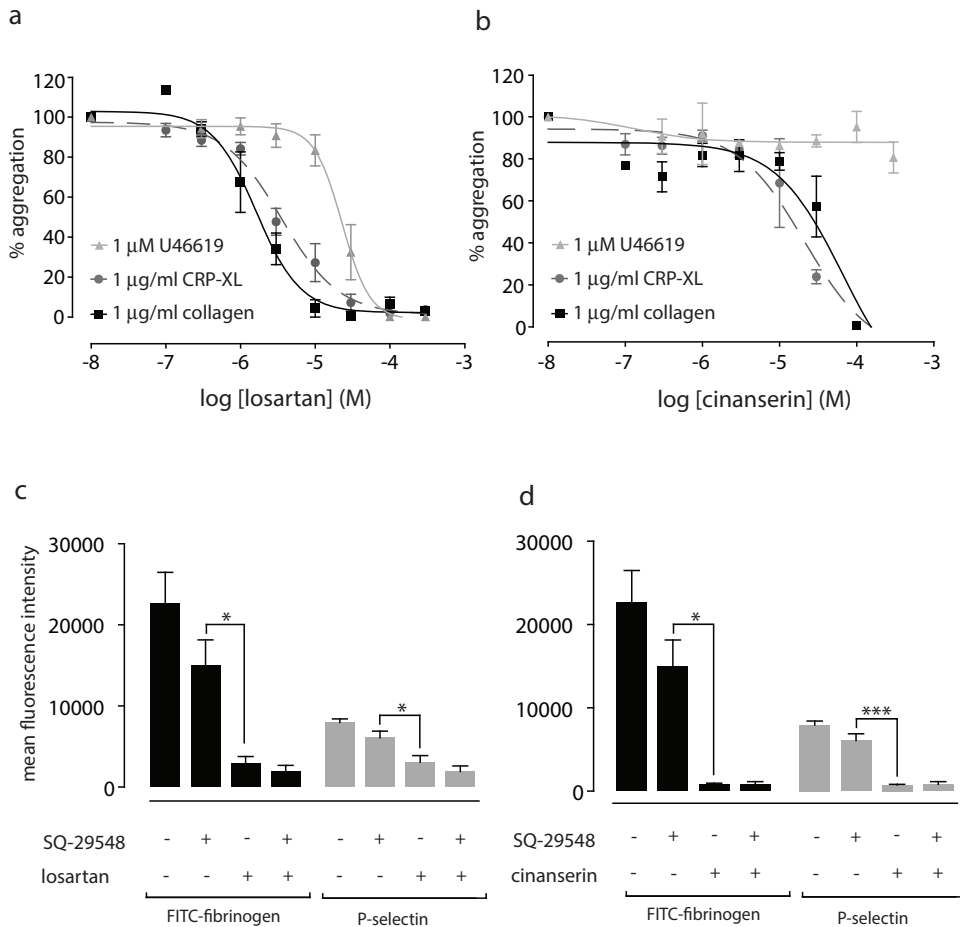 a
120
100
80
60
40
20
0
% aggregation
1 μM U46619
1 μg/ml CRP-XL
1 μg/ml collagen
-8 -7 -6 -5 -4 -3
log [losartan] (M)
b
120
100
80
60
40
20
0
% aggregation
1 μM U46619
1 μg/ml CRP-XL
1 μg/ml collagen
-8 -7 -6 -5 -4 -3
log [cinanserin] (M)
c
30000
20000
10000
0
mean fluorescence intensity
*
*
SQ-29548 - + - + - + - +
losartan - - + + - - + +
FITC-fibrinogen P-selectin
d
30000
20000
10000
0
*
***
SQ-29548 - + - + - + - +
cinanserin - - + + - - + +
FITC-fibrinogen P-selectin